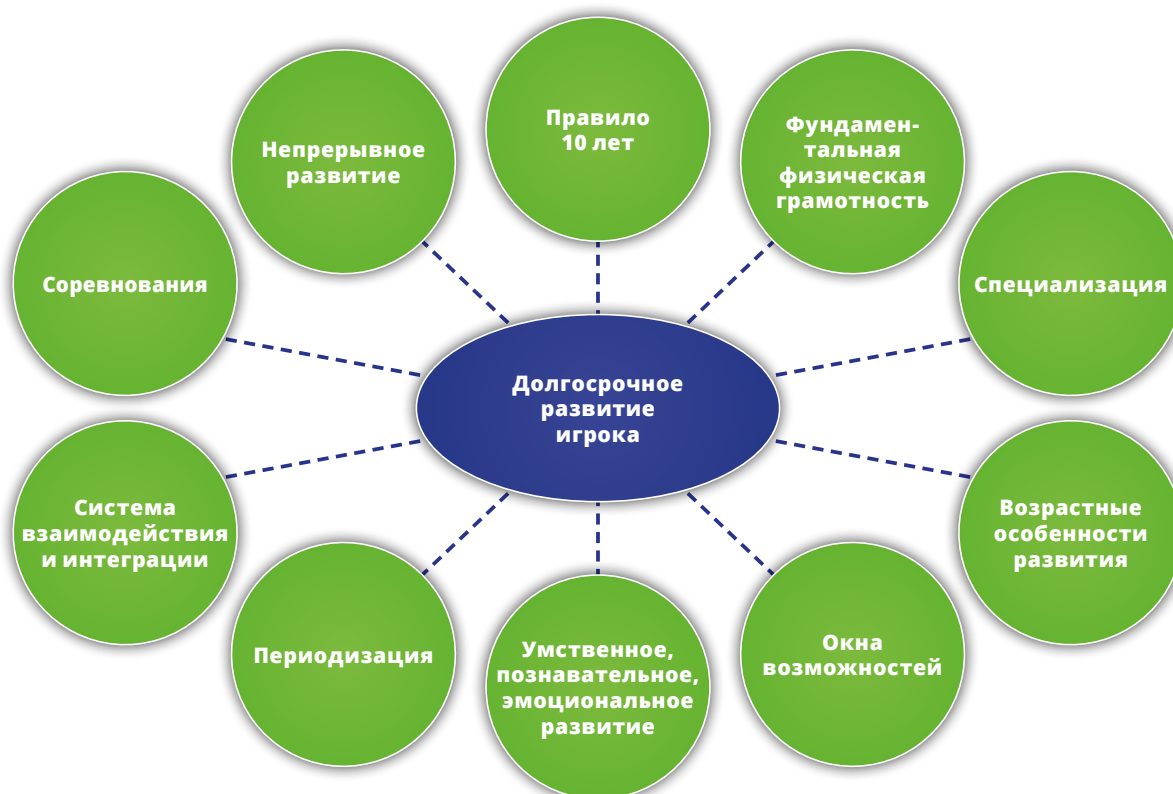 Правило
10 лет
Фундамен-
тальная
физическая
грамотность
Непрерывное
развитие
Соревнования
Специализация
Долгосрочное
развитие
игрока
Система
взаимодействия
и интеграции
Возрастные
особенности
развития
Периодизация
Умственное,
познавательное,
эмоциональное
развитие
Окна
возможностей